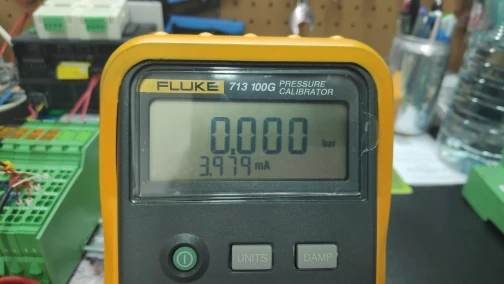 FLUKE 713 100G PRESSURE
CALIBRATOR
0.000 bar
3.979 mA
UNITS DAMP